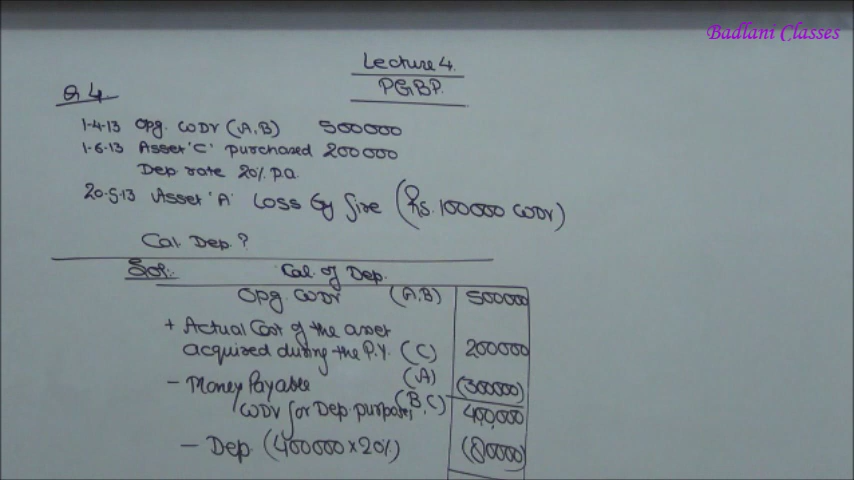 Badlani Classes
Lecture 4.
PGBP.
Q 4
1-4-13 Opg. WDV (A,B) 500000
1-6-13 Asset 'C' purchased 200000
Dep. rate 20% p.a.
20-5-13 Asset 'A' Loss by fire (Rs. 100000 WDV)
Cal. Dep. ?
Sol:- Cal. of Dep.
Opg. WDV (A,B) 500000
+ Actual Cost of the asset
acquired during the P.Y. (C) 200000
- Money Payable (A) (300000)
WDV for Dep. purpose, (B,C) 400,000
- Dep. (400000 x 20%) (80000)